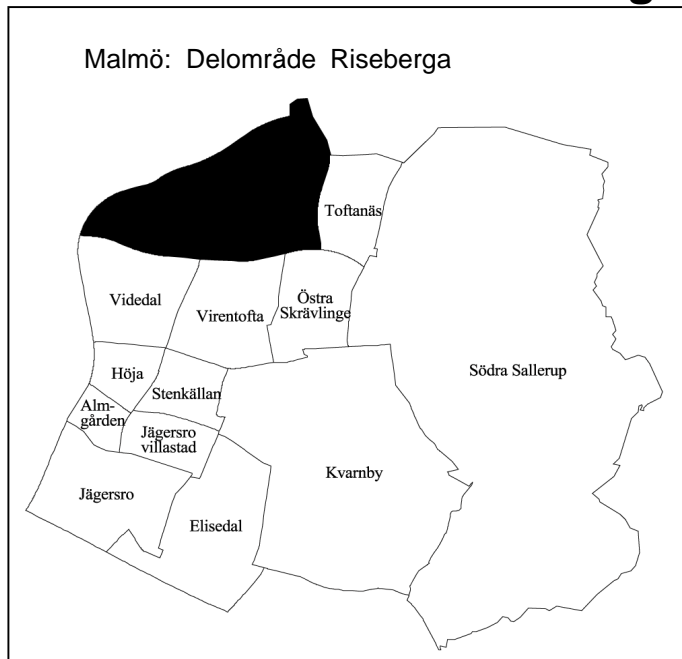 Malmö: Delområde Riseberga
Toftanäs
Videdal
Virentofta
Östra
Skrävlinge
Södra Sallerup
Höja
Stenkällan
Alm-
gården
Jägersro
villastad
Kvarnby
Jägersro
Elisedal